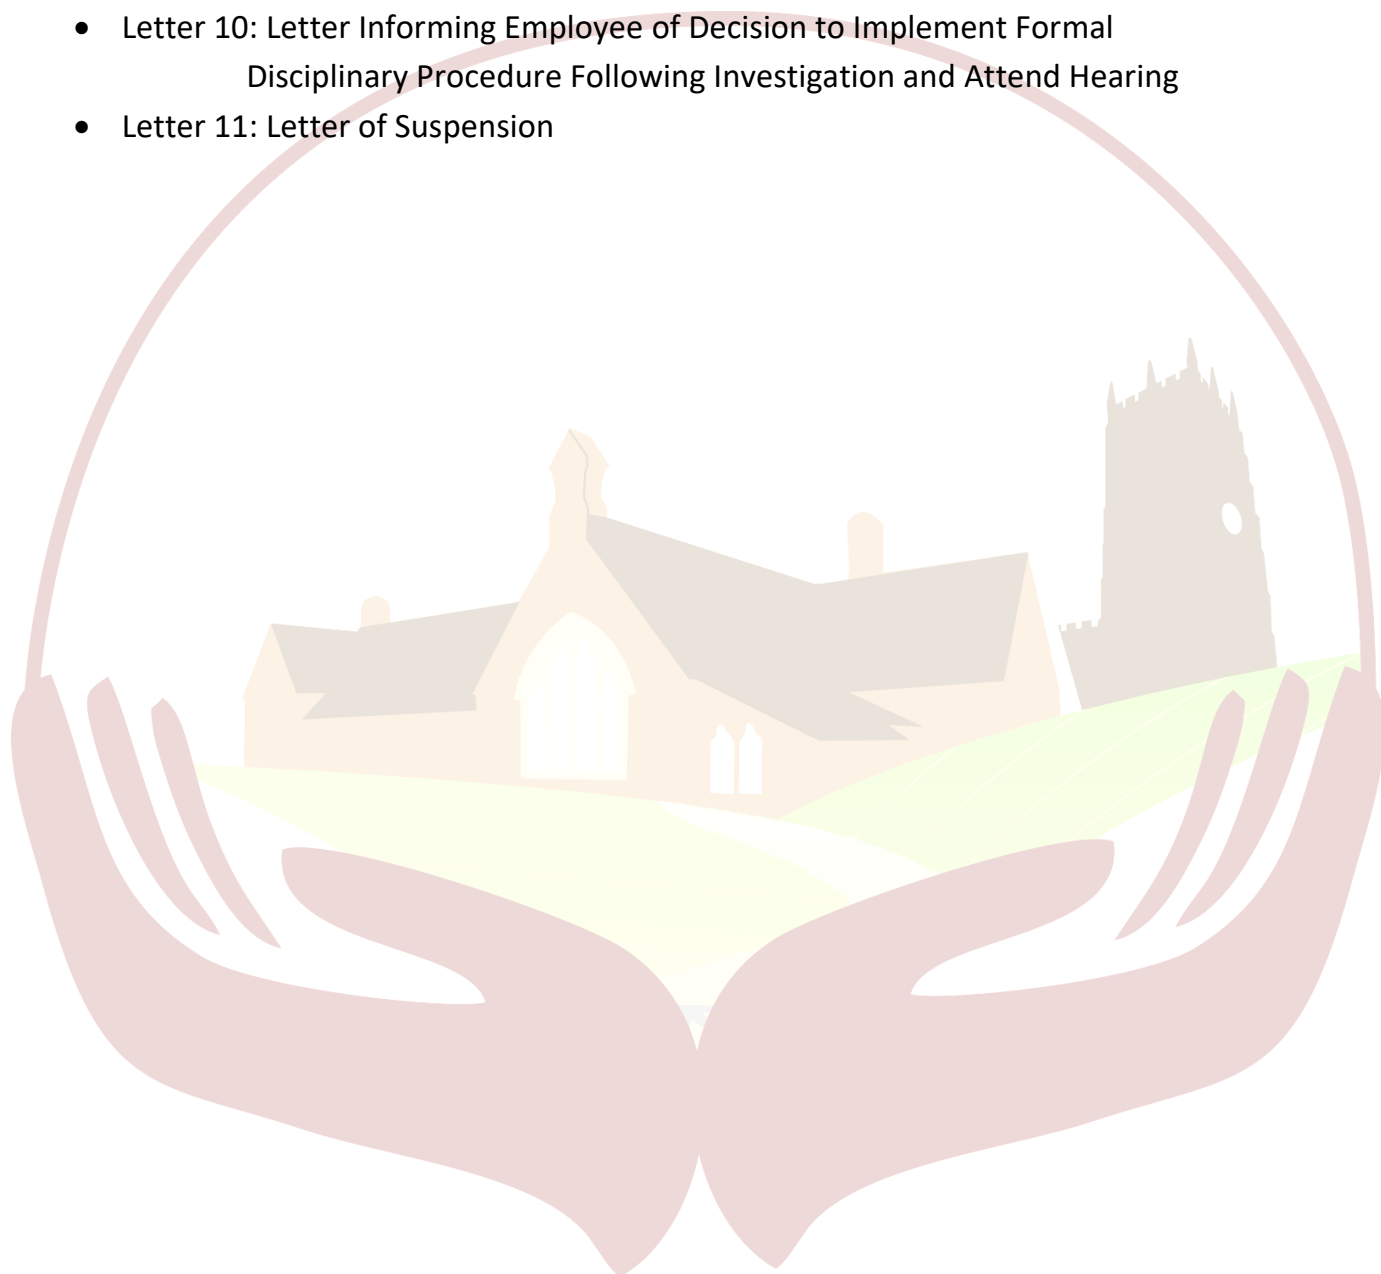 • Letter 10: Letter Informing Employee of Decision to Implement Formal
Disciplinary Procedure Following Investigation and Attend Hearing
• Letter 11: Letter of Suspension